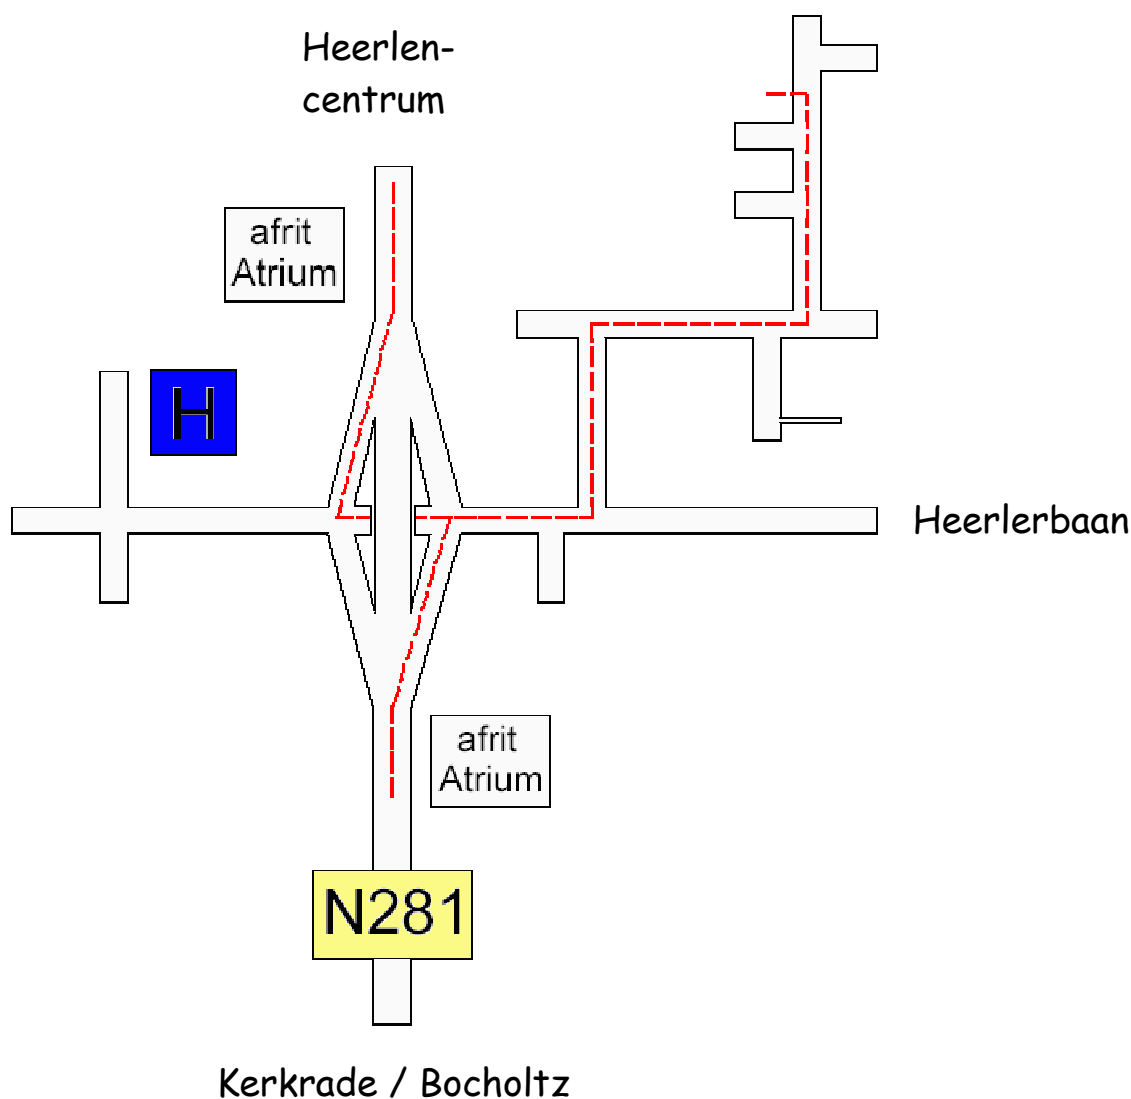 Heerlen-
centrum
afrit
Atrium
H
Heerlerbaan
afrit
Atrium
N281
Kerkrade / Bocholtz